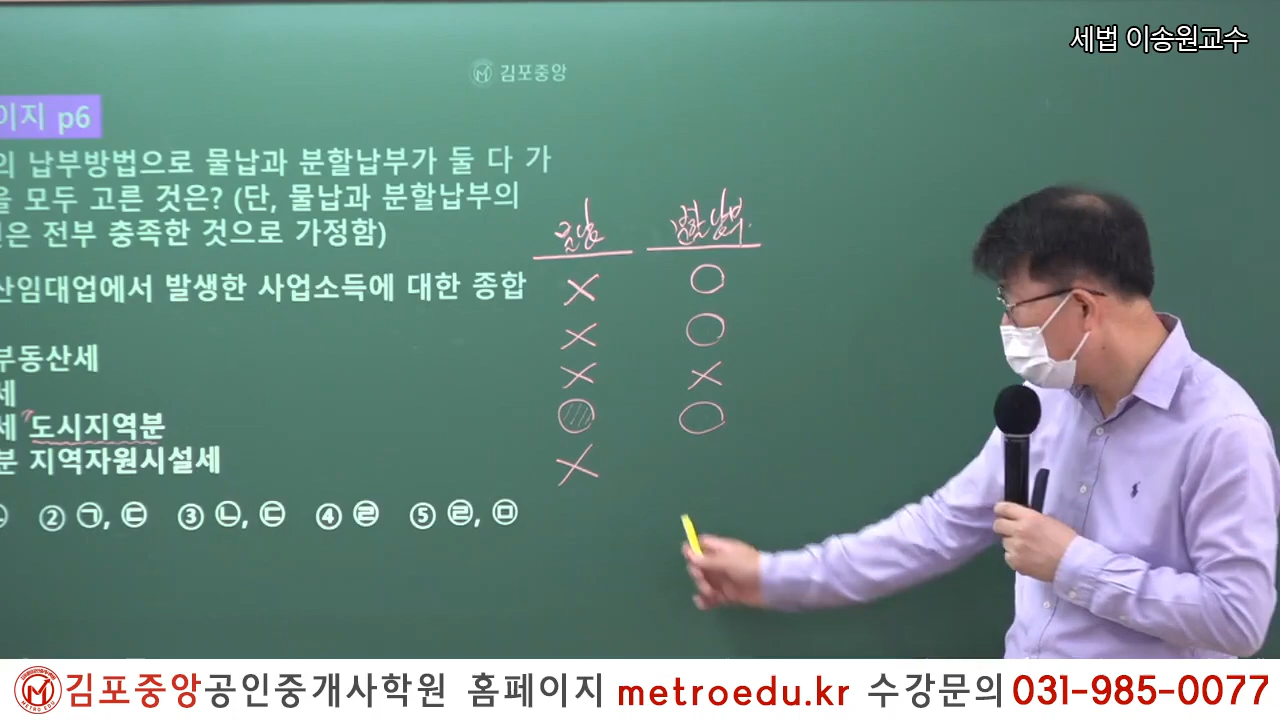 세법 이송원교수
김포중앙
이지 p6
의 납부방법으로 물납과 분할납부가 둘 다 가
을 모두 고른 것은? (단, 물납과 분할납부의
은 전부 충족한 것으로 가정함)
산임대업에서 발생한 사업소득에 대한 종합
부동산세
세
세 도시지역분
분 지역자원시설세
② ㉠, ㉢ ③ ㉡, ㉢ ④ ㉣ ⑤ ㉣, ㉤
물납 분할납부
X O
X O
X X
O O
X
김포중앙공인중개사학원 홈페이지 metroedu.kr 수강문의 031-985-0077
METRO EDU